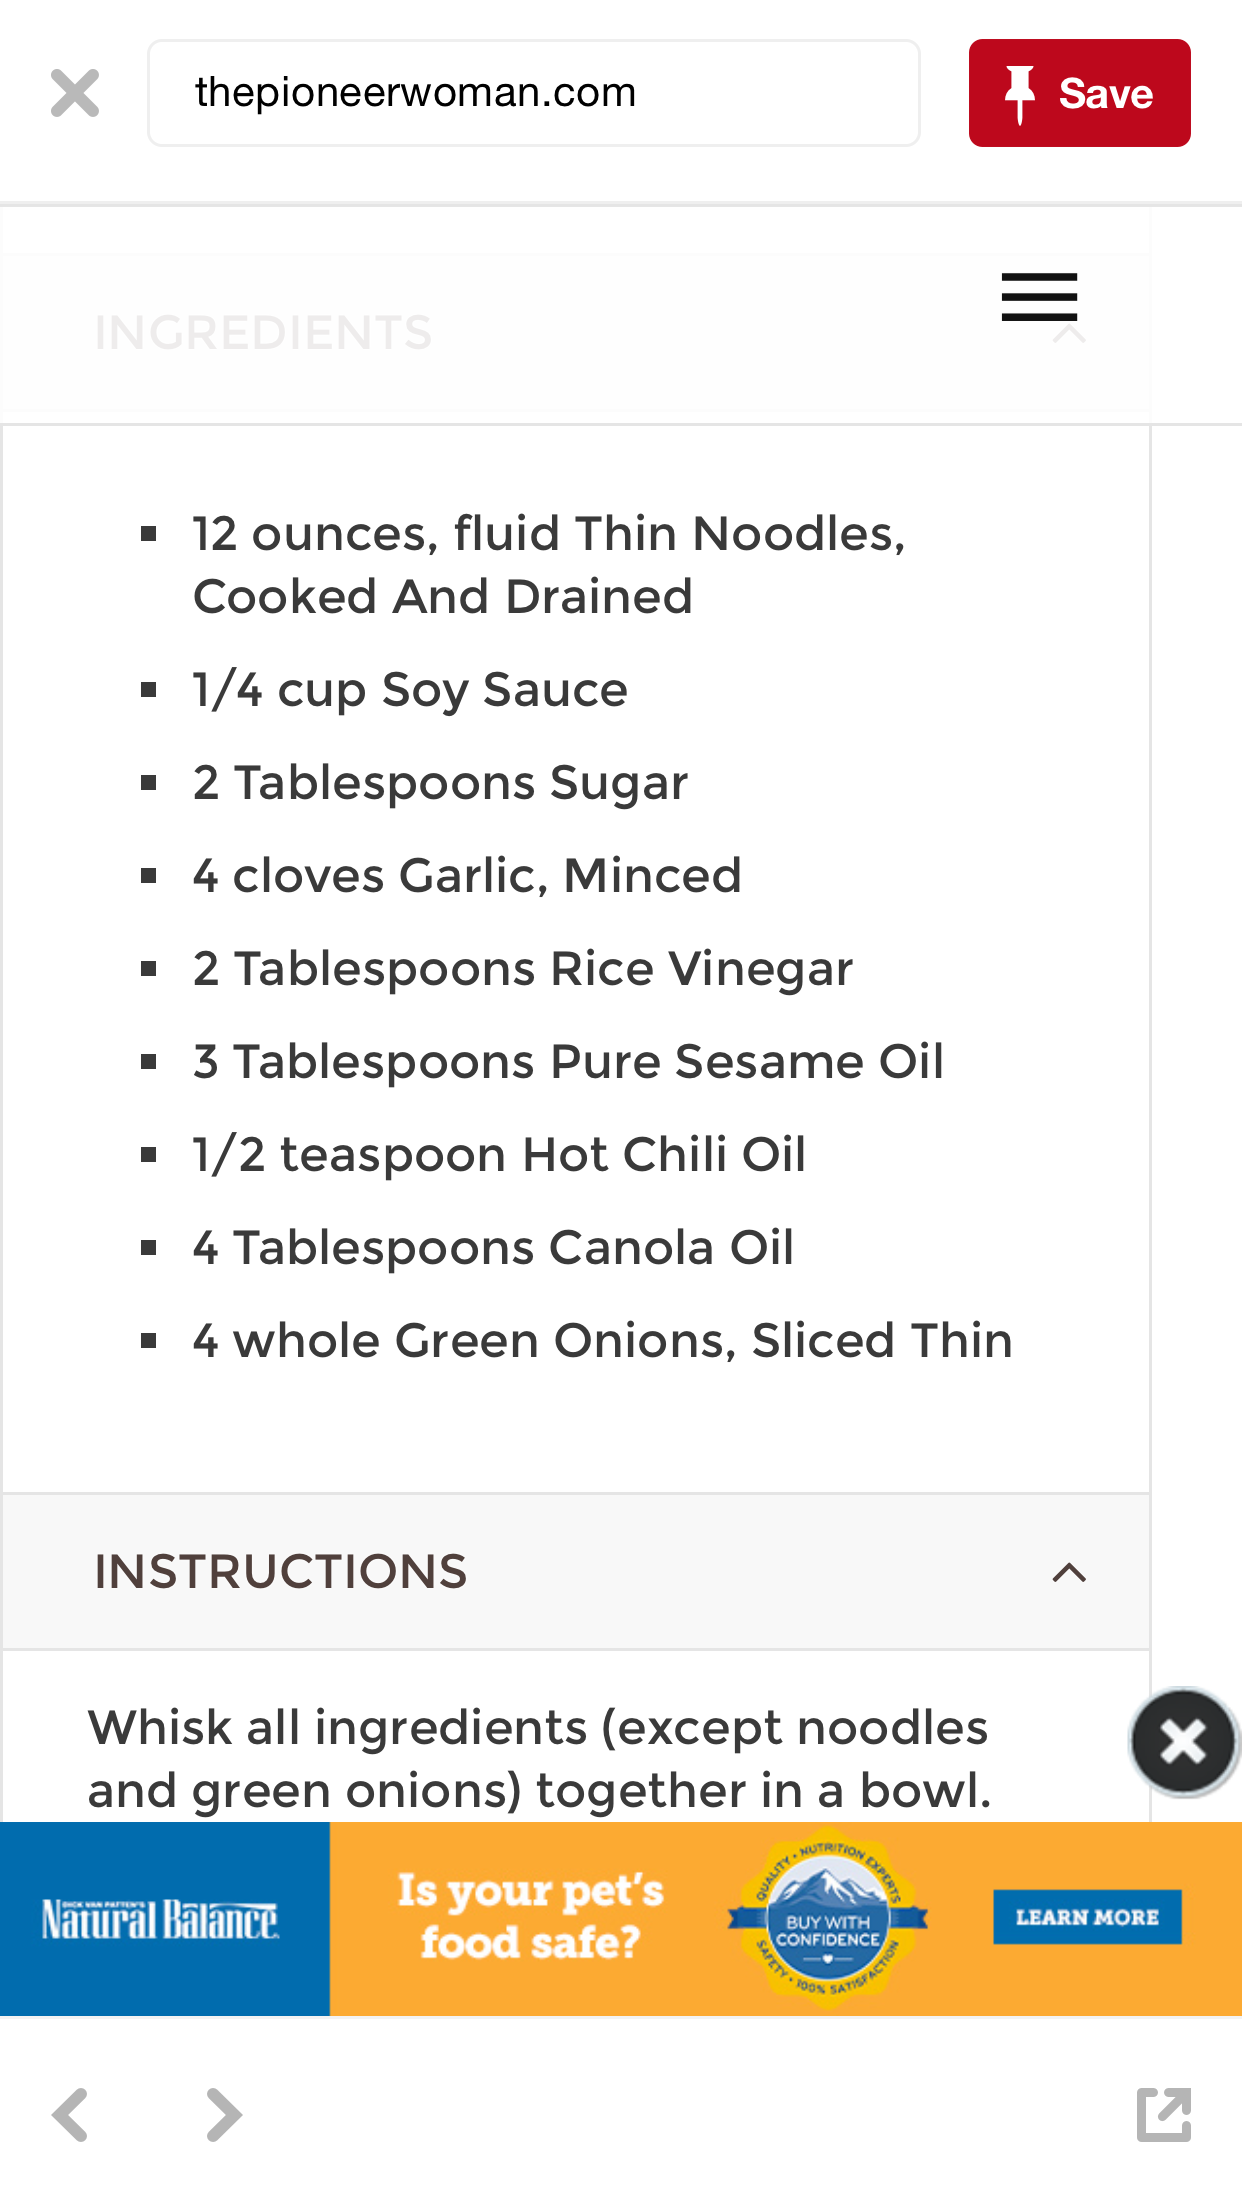 thepioneerwoman.com
Save
INGREDIENTS
12 ounces, fluid Thin Noodles,
Cooked And Drained
1/4 cup Soy Sauce
2 Tablespoons Sugar
4 cloves Garlic, Minced
2 Tablespoons Rice Vinegar
3 Tablespoons Pure Sesame Oil
1/2 teaspoon Hot Chili Oil
4 Tablespoons Canola Oil
4 whole Green Onions, Sliced Thin
INSTRUCTIONS
Whisk all ingredients (except noodles
and green onions) together in a bowl.
DICK VAN PATTEN'S
Natural Balance
Is your pet's
food safe?
QUALITY • NUTRITION EXPERTS
BUY WITH
CONFIDENCE
SAFETY • 100% SATISFACTION
LEARN MORE